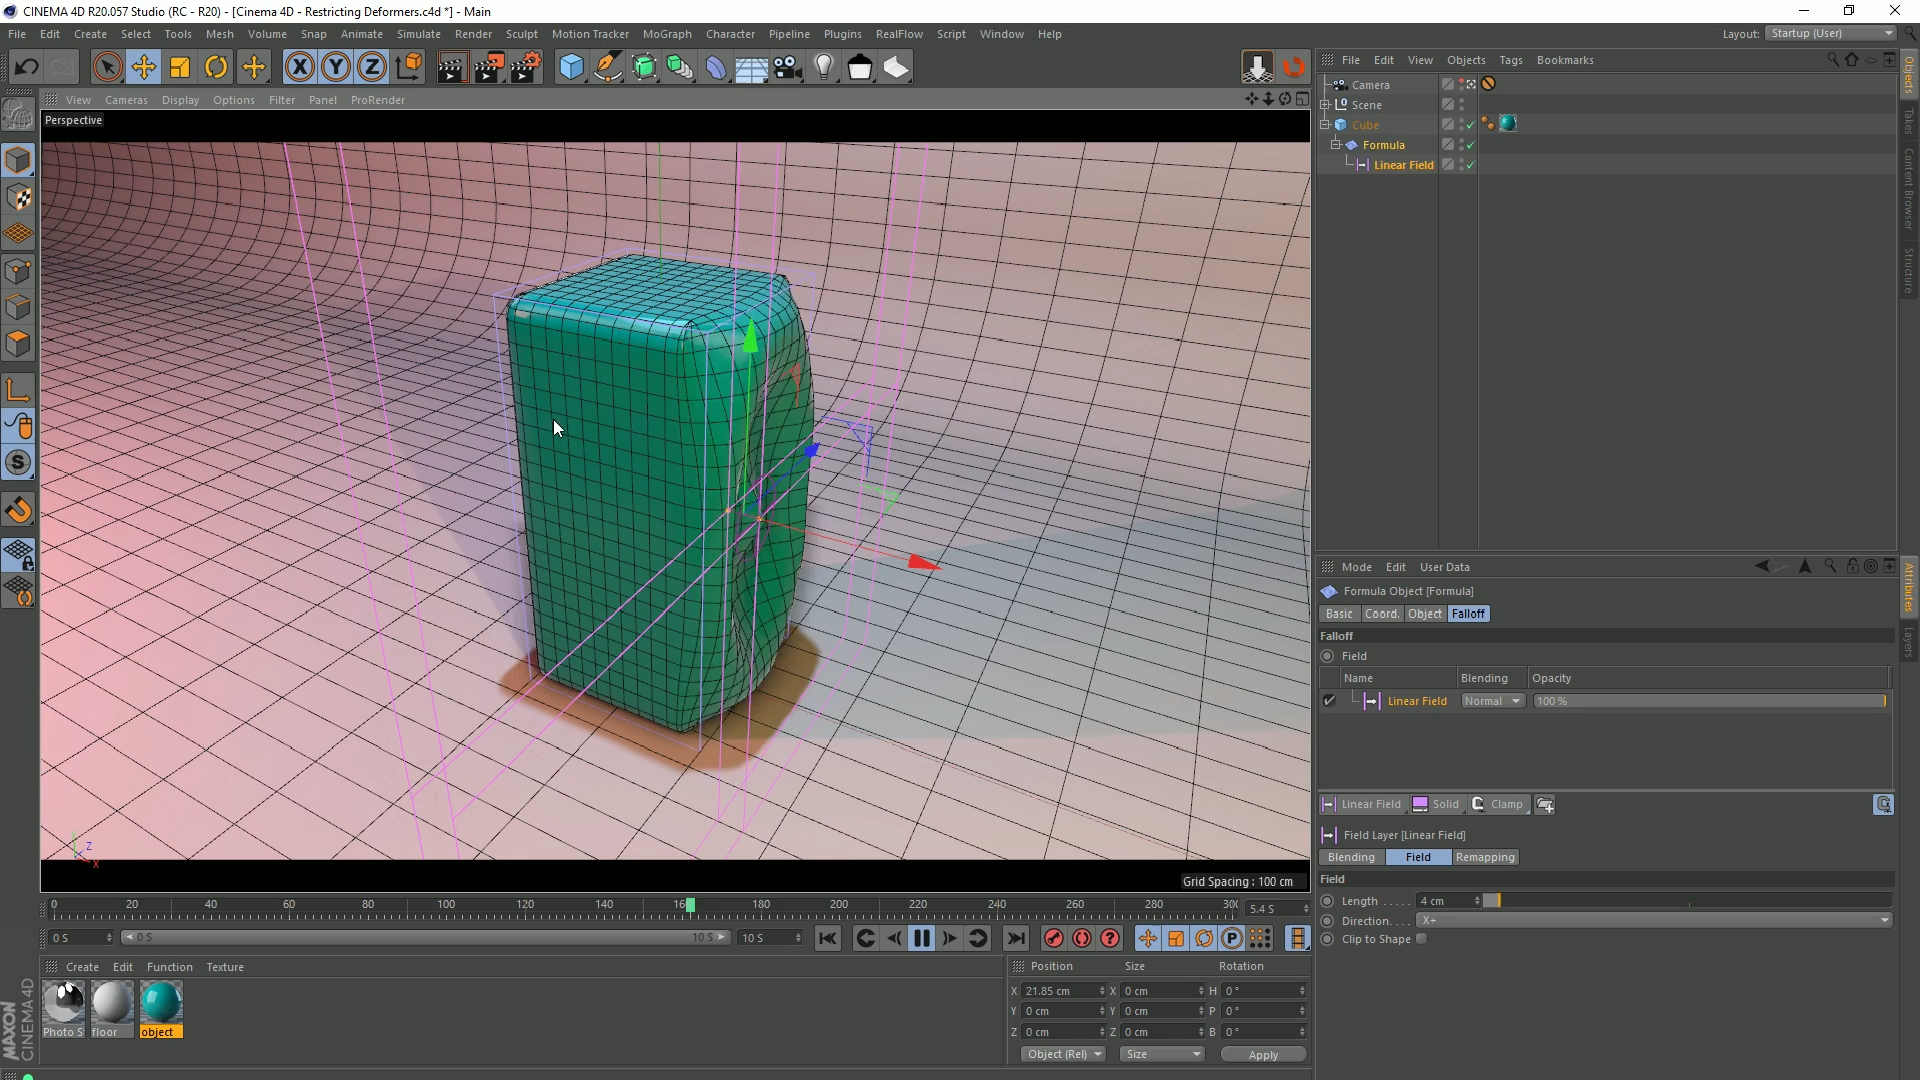 CINEMA 4D R20.057 Studio (RC - R20) - [Cinema 4D - Restricting Deformers.c4d *] - Main
File Edit Create Select Tools Mesh Volume Snap Animate Simulate Render Sculpt Motion Tracker MoGraph Character Pipeline Plugins RealFlow Script Window Help
Layout: Startup (User)
File Edit View Objects Tags Bookmarks
Camera
Scene
Cube
Formula
Linear Field
Objects
Takes
Content Browser
Structure
View Cameras Display Options Filter Panel ProRender
Perspective
Z
X
Grid Spacing : 100 cm
Mode Edit User Data
Formula Object [Formula]
Basic Coord. Object Falloff
Falloff
Field
Name Blending Opacity
Linear Field Normal 100 %
Linear Field Solid Clamp
Field Layer [Linear Field]
Blending Field Remapping
Field
Length . . . . . 4 cm
Direction. . . . X+
Clip to Shape
Attributes
Layers
0 20 40 60 80 100 120 140 16 180 200 220 240 260 280 300 5.4 S
0 S 0 S 10 S 10 S
Create Edit Function Texture
Photo S floor object
Position Size Rotation
X 21.85 cm X 0 cm H 0 °
Y 0 cm Y 0 cm P 0 °
Z 0 cm Z 0 cm B 0 °
Object (Rel) Size Apply
MAXON
CINEMA 4D